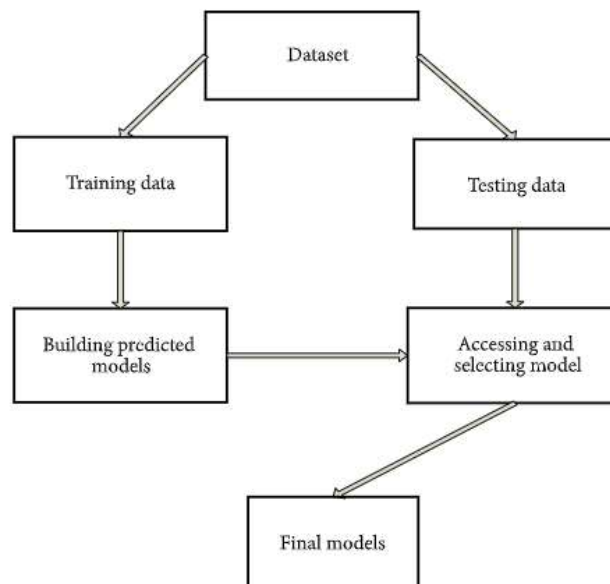 Dataset
Training data
Testing data
Building predicted
models
Accessing and
selecting model
Final models